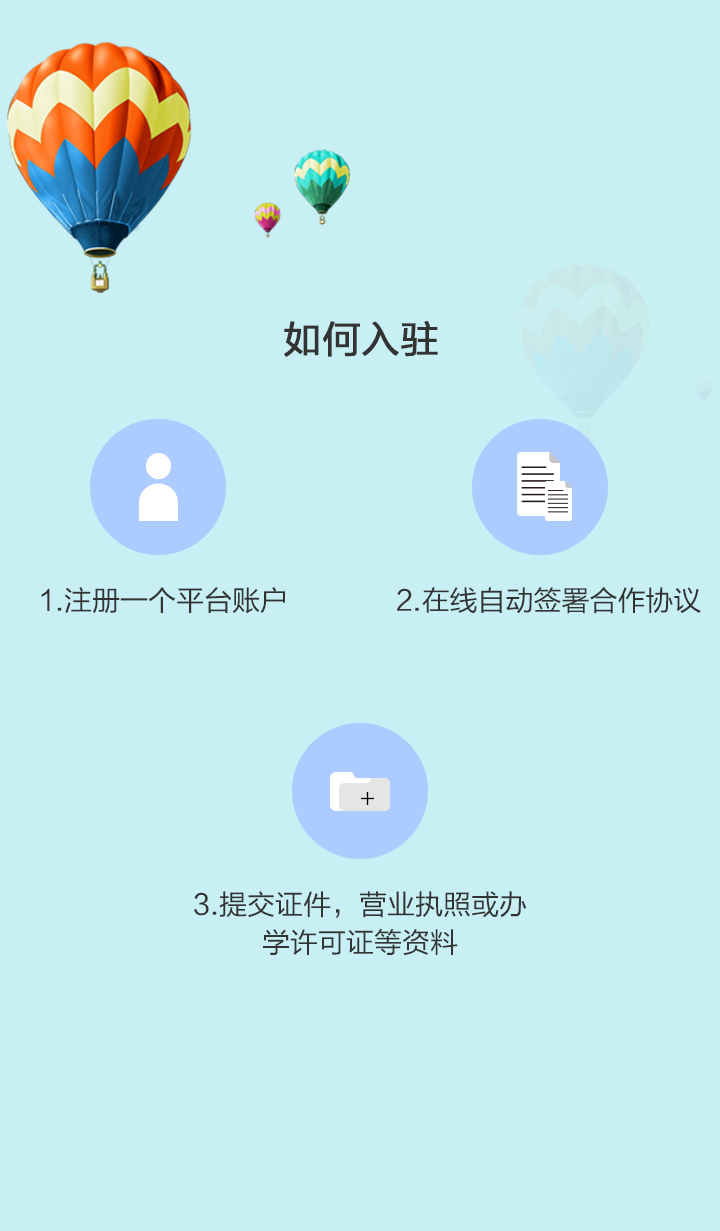 如何入驻
1.注册一个平台账户
2.在线自动签署合作协议
3.提交证件，营业执照或办
学许可证等资料